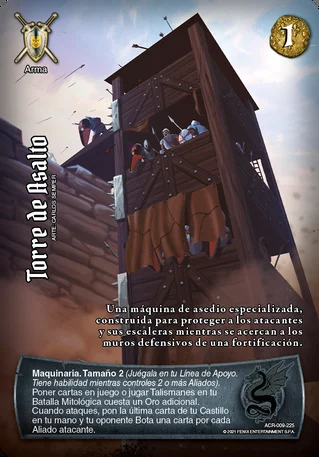 1
Arma
Torre de Asalto
ARTE: CARLOS SEMPER
Una máquina de asedio especializada,
construida para proteger a los atacantes
y sus escaleras mientras se acercan a los
muros defensivos de una fortificación.
Maquinaria.Tamaño 2 (Juégala en tu Línea de Apoyo.
Tiene habilidad mientras controles 2 o más Aliados).
Poner cartas en juego o jugar Talismanes en tu
Batalla Mitológica cuesta un Oro adicional.
Cuando ataques, pon la última carta de tu Castillo
en tu mano y tu oponente Bota una carta por cada
Aliado atacante.
ACR-009-225
© 2021 FENIX ENTERTAINMENT S.P.A.